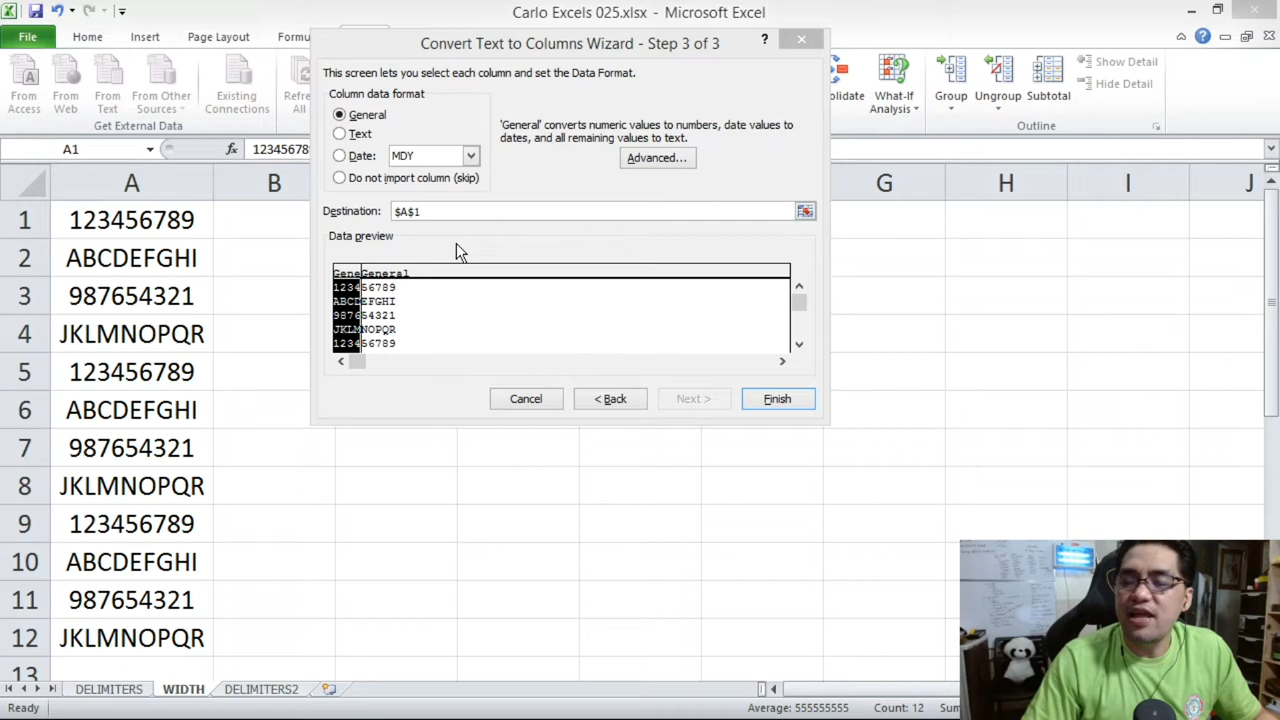 Carlo Excels 025.xlsx - Microsoft Excel
File Home Insert Page Layout Formu
From Access
From Web
From Text
From Other Sources
Existing Connections
Refresh All
Get External Data
Convert Text to Columns Wizard - Step 3 of 3
?
This screen lets you select each column and set the Data Format.
Column data format
General
Text
Date: MDY
Do not import column (skip)
'General' converts numeric values to numbers, date values to
dates, and all remaining values to text.
Advanced...
Destination: $A$1
Data preview
GeneGeneral
123456789
ABCDEFGHI
987654321
JKLMNOPQR
123456789
Cancel < Back Next > Finish
olidate
What-If Analysis
Group
Ungroup
Subtotal
Show Detail
Hide Detail
Outline
A1 fx 123456789
A B G H I J
1 123456789
2 ABCDEFGHI
3 987654321
4 JKLMNOPQR
5 123456789
6 ABCDEFGHI
7 987654321
8 JKLMNOPQR
9 123456789
10 ABCDEFGHI
11 987654321
12 JKLMNOPQR
13
DELIMITERS WIDTH DELIMITERS2
Ready Average: 555555555 Count: 12 Sum